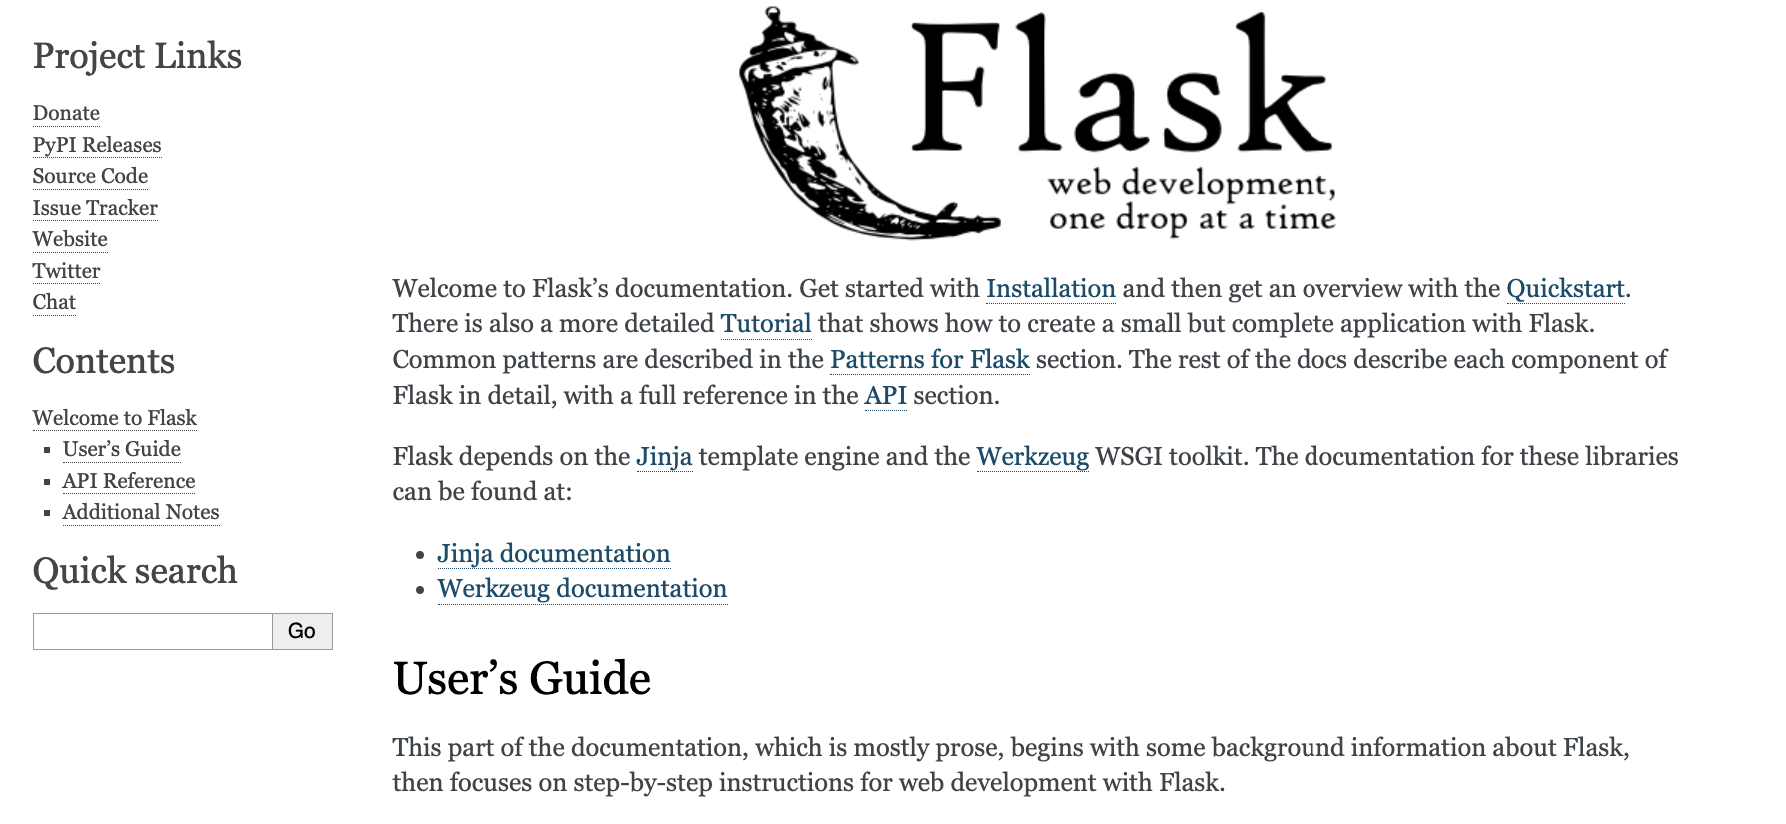 Project Links
Donate
PyPI Releases
Source Code
Issue Tracker
Website
Twitter
Chat
Contents
Welcome to Flask
User’s Guide
API Reference
Additional Notes
Quick search
Go
Flask
web development,
one drop at a time
Welcome to Flask’s documentation. Get started with Installation and then get an overview with the Quickstart.
There is also a more detailed Tutorial that shows how to create a small but complete application with Flask.
Common patterns are described in the Patterns for Flask section. The rest of the docs describe each component of
Flask in detail, with a full reference in the API section.
Flask depends on the Jinja template engine and the Werkzeug WSGI toolkit. The documentation for these libraries
can be found at:
Jinja documentation
Werkzeug documentation
User’s Guide
This part of the documentation, which is mostly prose, begins with some background information about Flask,
then focuses on step-by-step instructions for web development with Flask.